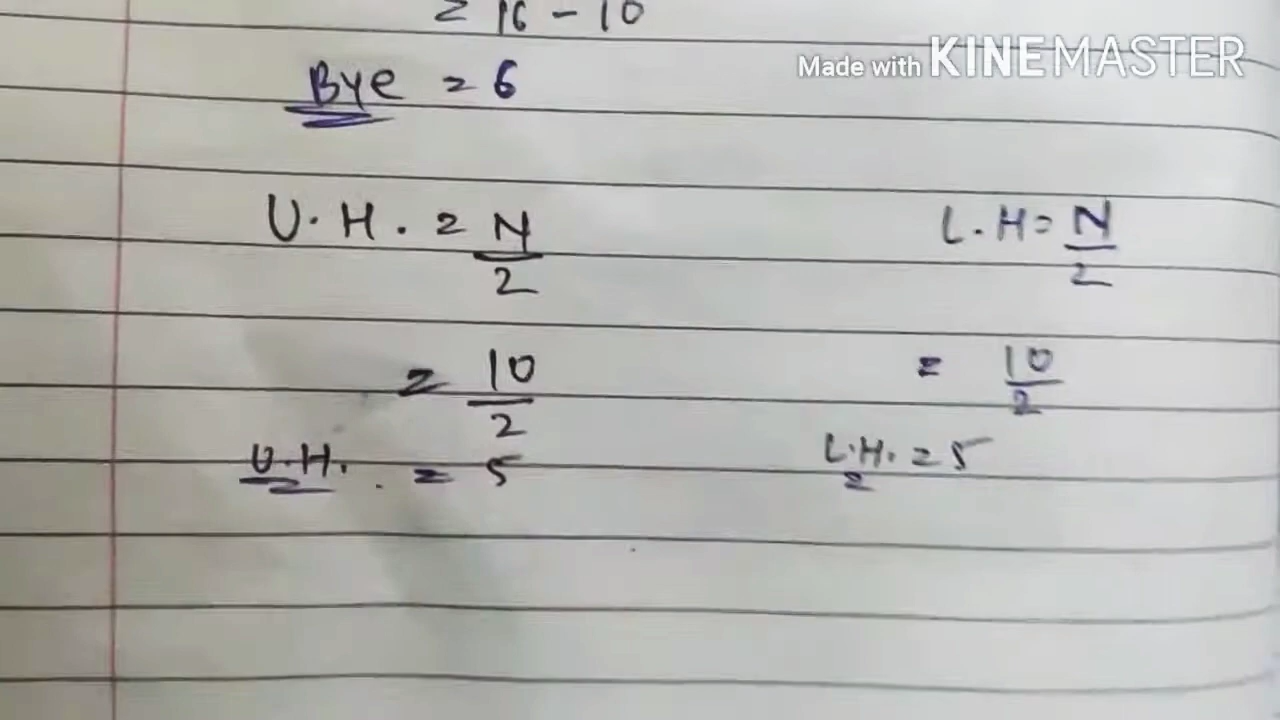 = 16 - 10
Made with KINEMASTER
Bye = 6
U.H. = N/2
L.H = N/2
= 10/2
= 10/2
U.H. = 5
L.H. = 5